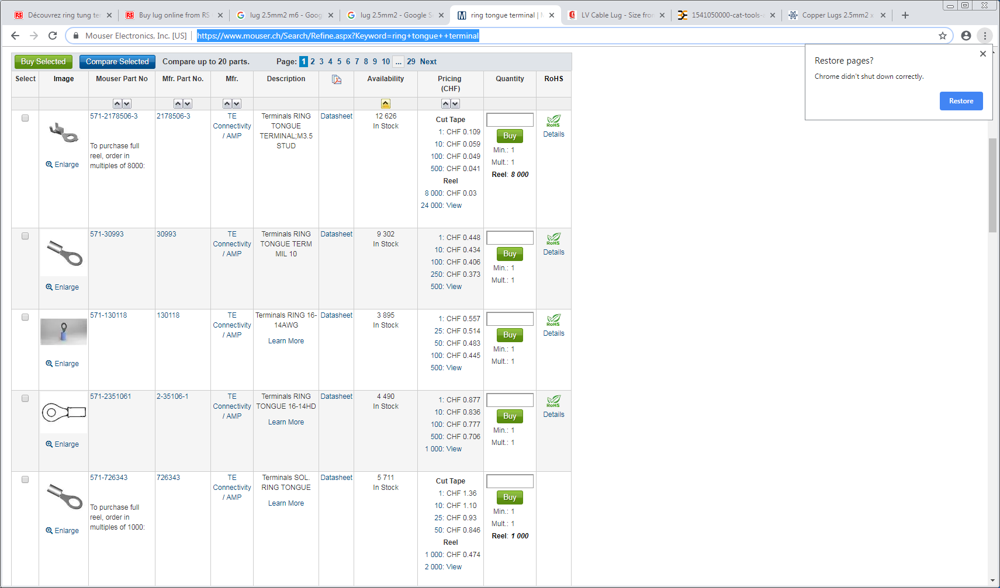 Découvrez ring tung ter
Buy lug online from RS
lug 2.5mm2 m6 - Goog
lug 2.5mm2 - Google S
ring tongue terminal | M
LV Cable Lug - Size from
1541050000-cat-tools-a
Copper Lugs 2.5mm2 x
Mouser Electronics, Inc. [US] | https://www.mouser.ch/Search/Refine.aspx?Keyword=ring+tongue++terminal
Restore pages?
Chrome didn't shut down correctly.
Restore
Buy Selected Compare Selected Compare up to 20 parts. Page: 1 2 3 4 5 6 7 8 9 10 ... 29 Next
Select Image Mouser Part No Mfr. Part No. Mfr. Description Availability Pricing (CHF) Quantity RoHS
571-2178506-3
To purchase full
reel, order in
multiples of 8000:
Enlarge
2178506-3
TE
Connectivity
/ AMP
Terminals RING
TONGUE
TERMINAL;M3.5
STUD
Datasheet
12 626
In Stock
Cut Tape
1: CHF 0.109
10: CHF 0.059
100: CHF 0.049
500: CHF 0.041
Reel
8 000: CHF 0.03
24 000: View
Buy
Min.: 1
Mult.: 1
Reel: 8 000
RoHS
Details
Enlarge
571-30993
30993
TE
Connectivity
/ AMP
Terminals RING
TONGUE TERM
MIL 10
Datasheet
9 302
In Stock
1: CHF 0.448
10: CHF 0.434
100: CHF 0.406
250: CHF 0.373
500: View
Buy
Min.: 1
Mult.: 1
RoHS
Details
Enlarge
571-130118
130118
TE
Connectivity
/ AMP
Terminals RING 16-
14AWG
Learn More
Datasheet
3 895
In Stock
1: CHF 0.557
25: CHF 0.514
50: CHF 0.483
100: CHF 0.445
500: View
Buy
Min.: 1
Mult.: 1
RoHS
Details
Enlarge
571-2351061
2-35106-1
TE
Connectivity
/ AMP
Terminals RING
TONGUE 16-14HD
Learn More
Datasheet
4 490
In Stock
1: CHF 0.877
10: CHF 0.836
100: CHF 0.777
500: CHF 0.706
1 000: View
Buy
Min.: 1
Mult.: 1
RoHS
Details
Enlarge
571-726343
To purchase full
reel, order in
multiples of 1000:
726343
TE
Connectivity
/ AMP
Terminals SOL.
RING TONGUE
Learn More
Datasheet
5 711
In Stock
Cut Tape
1: CHF 1.36
10: CHF 1.10
25: CHF 0.93
50: CHF 0.846
Reel
1 000: CHF 0.474
2 000: View
Buy
Min.: 1
Mult.: 1
Reel: 1 000